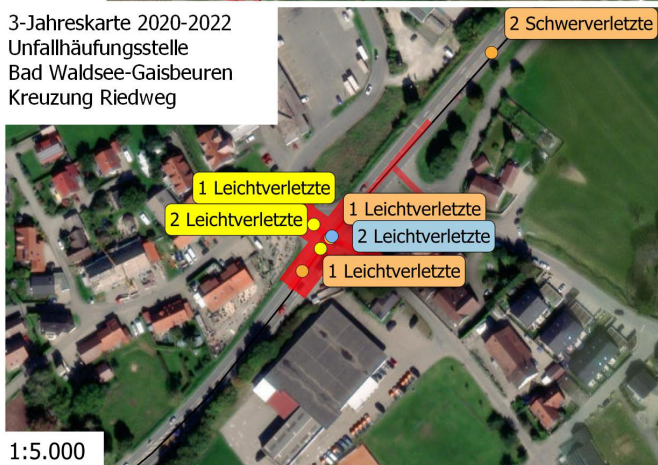 3-Jahreskarte 2020-2022
Unfallhäufungsstelle
Bad Waldsee-Gaisbeuren
Kreuzung Riedweg
2 Schwerverletzte
1 Leichtverletzte
2 Leichtverletzte
1 Leichtverletzte
2 Leichtverletzte
1 Leichtverletzte
1:5.000